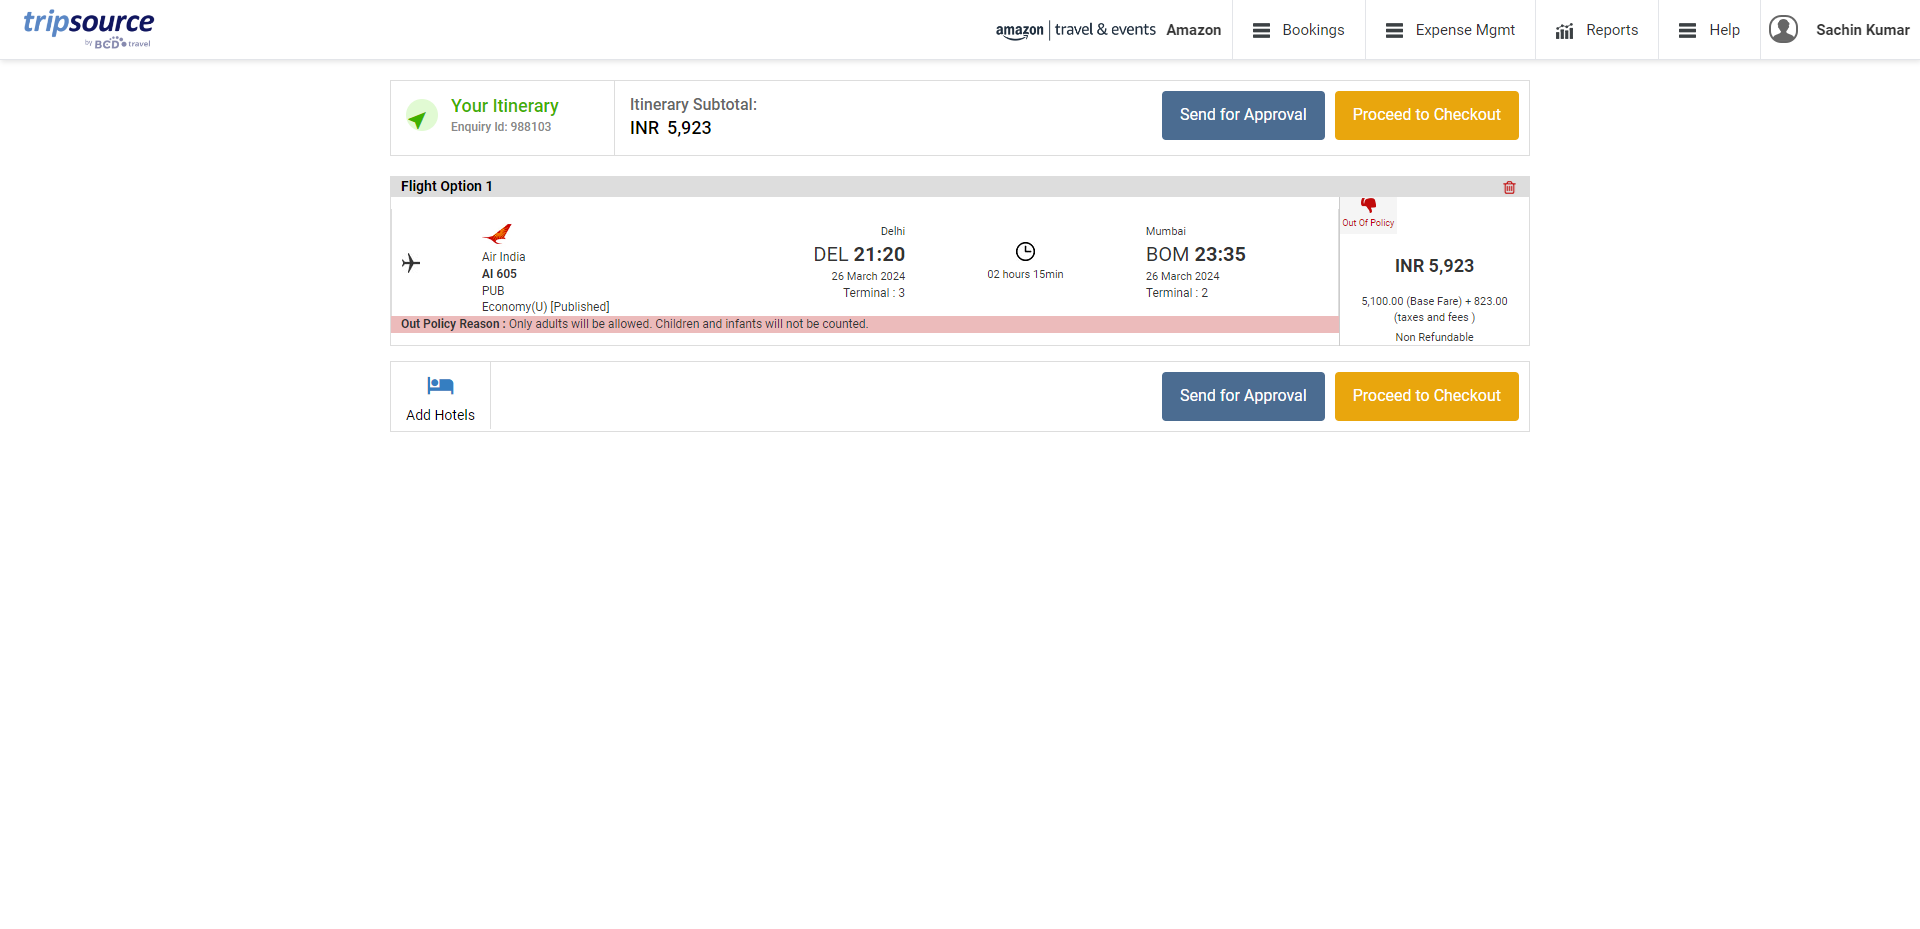 tripsource
by BCD travel
amazon | travel & events Amazon
Bookings
Expense Mgmt
Reports
Help
Sachin Kumar
Your Itinerary
Enquiry Id: 988103
Itinerary Subtotal:
INR 5,923
Send for Approval
Proceed to Checkout
Flight Option 1
Air India
AI 605
PUB
Economy(U) [Published]
Delhi
DEL 21:20
26 March 2024
Terminal : 3
02 hours 15min
Mumbai
BOM 23:35
26 March 2024
Terminal : 2
Out Of Policy
INR 5,923
5,100.00 (Base Fare) + 823.00
(taxes and fees )
Non Refundable
Out Policy Reason : Only adults will be allowed. Children and infants will not be counted.
Add Hotels
Send for Approval
Proceed to Checkout